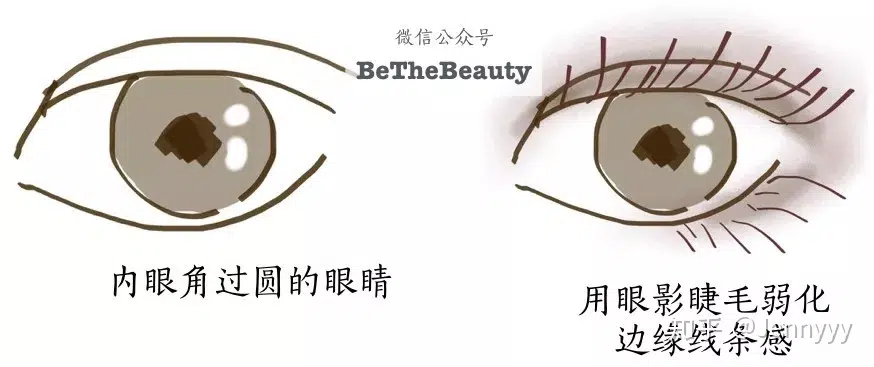 微信公众号
BeTheBeauty
内眼角过圆的眼睛
用眼影睫毛弱化
边缘线条感
知乎 @Jennyyy